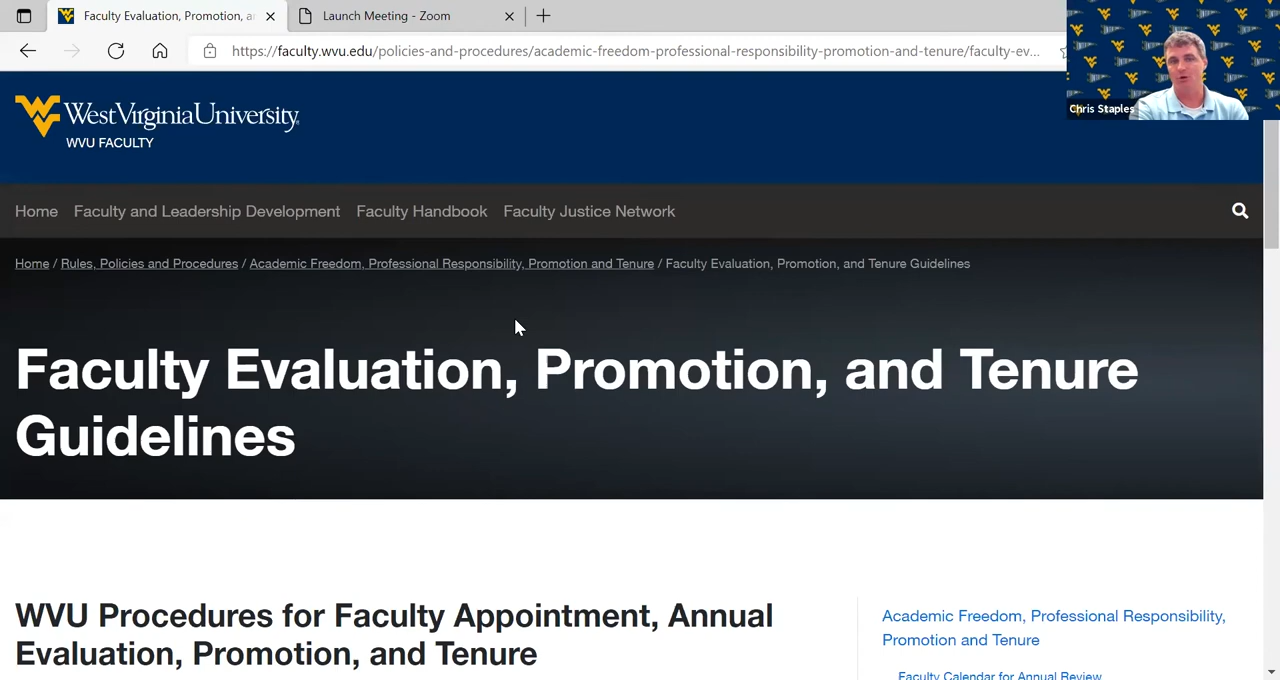 Faculty Evaluation, Promotion, a
Launch Meeting - Zoom
https://faculty.wvu.edu/policies-and-procedures/academic-freedom-professional-responsibility-promotion-and-tenure/faculty-ev...
Chris Staples
WestVirginiaUniversity
WVU FACULTY
Home Faculty and Leadership Development Faculty Handbook Faculty Justice Network
Home / Rules, Policies and Procedures / Academic Freedom, Professional Responsibility, Promotion and Tenure / Faculty Evaluation, Promotion, and Tenure Guidelines
Faculty Evaluation, Promotion, and Tenure
Guidelines
WVU Procedures for Faculty Appointment, Annual
Evaluation, Promotion, and Tenure
Academic Freedom, Professional Responsibility,
Promotion and Tenure
Faculty Calendar for Annual Review